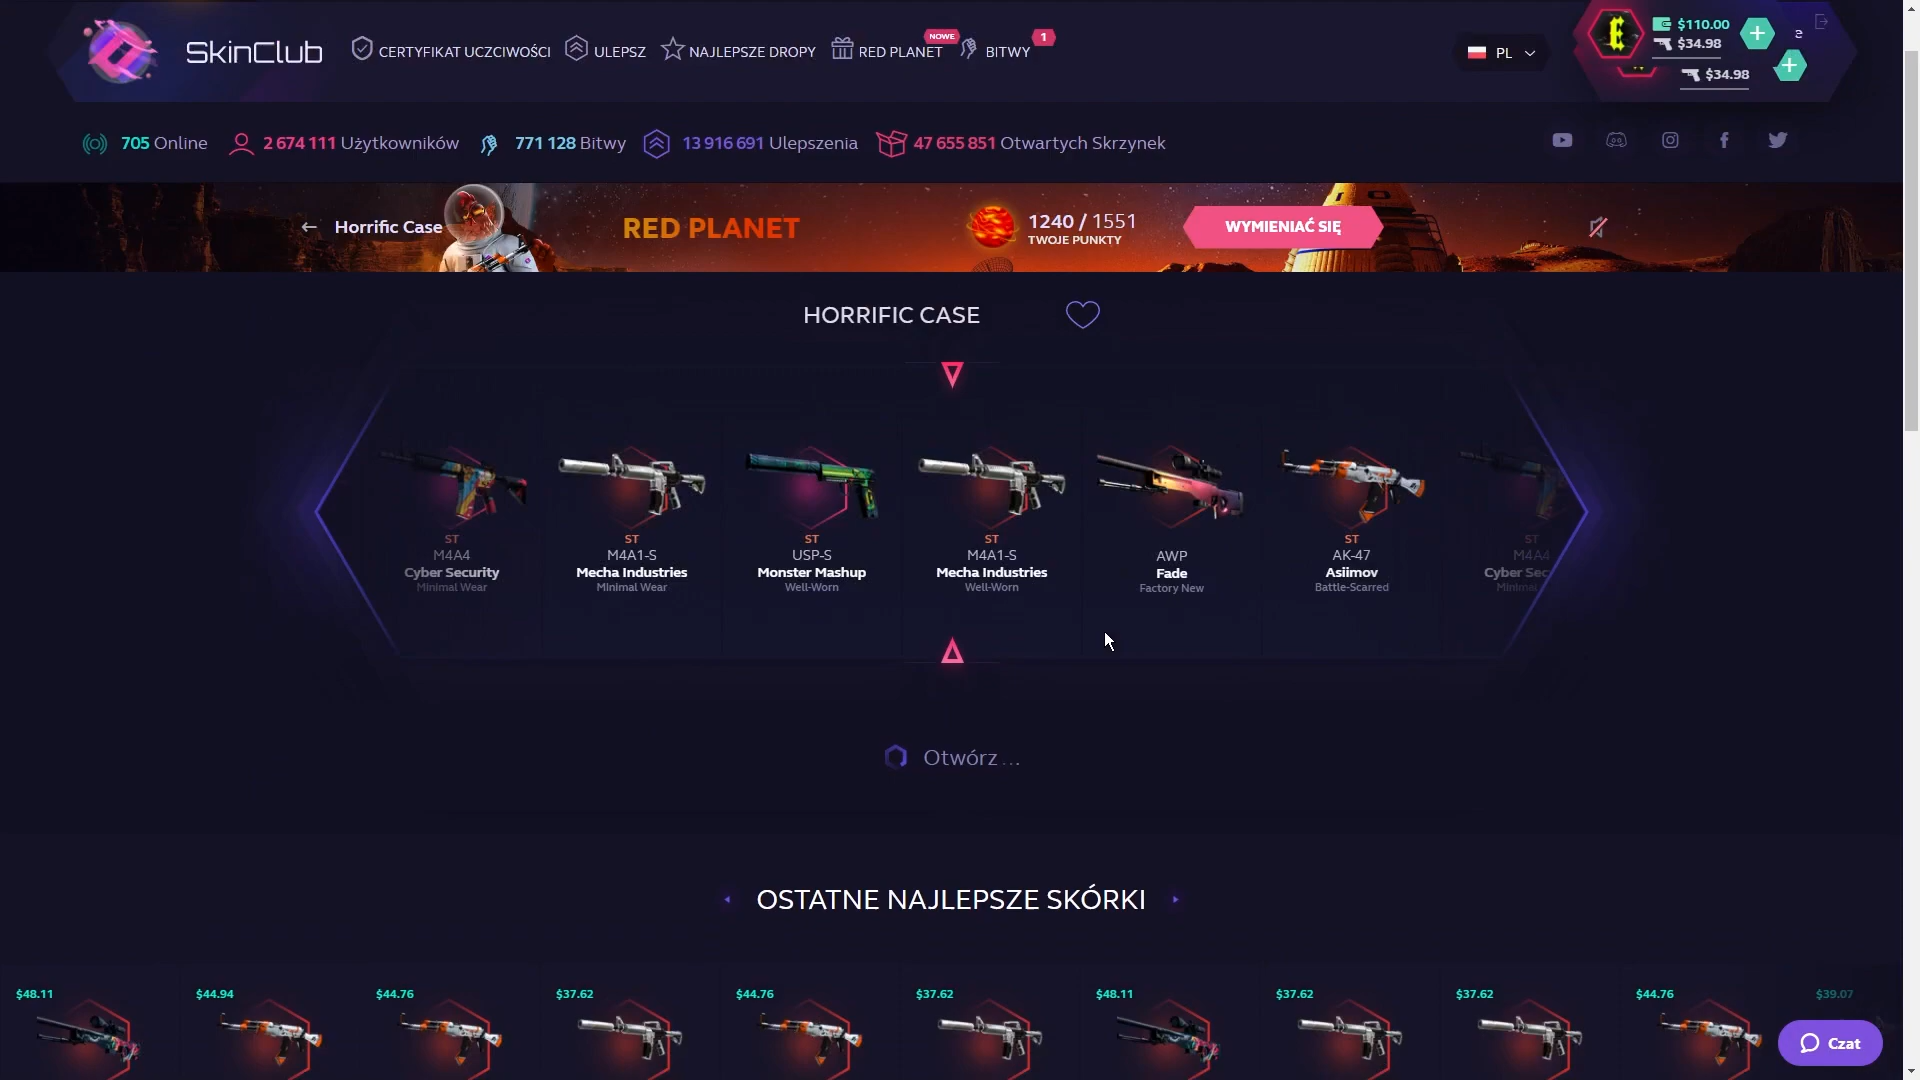 SkinClub
CERTYFIKAT UCZCIWOŚCI
ULEPSZ
NAJLEPSZE DROPY
RED PLANET
NOWE
BITWY
1
PL
$110.00
$34.98
$34.98
705 Online
2 674 111 Użytkowników
771 128 Bitwy
13 916 691 Ulepszenia
47 655 851 Otwartych Skrzynek
Horrific Case
RED PLANET
1240 / 1551
TWOJE PUNKTY
WYMIENIAĆ SIĘ
HORRIFIC CASE
ST
M4A4
Cyber Security
Minimal Wear
ST
M4A1-S
Mecha Industries
Minimal Wear
ST
USP-S
Monster Mashup
Well-Worn
ST
M4A1-S
Mecha Industries
Well-Worn
AWP
Fade
Factory New
ST
AK-47
Asiimov
Battle-Scarred
ST
M4A4
Cyber Sec
Minimal
Otwórz...
OSTATNE NAJLEPSZE SKÓRKI
$48.11
$44.94
$44.76
$37.62
$44.76
$37.62
$48.11
$37.62
$37.62
$44.76
$39.07
Czat